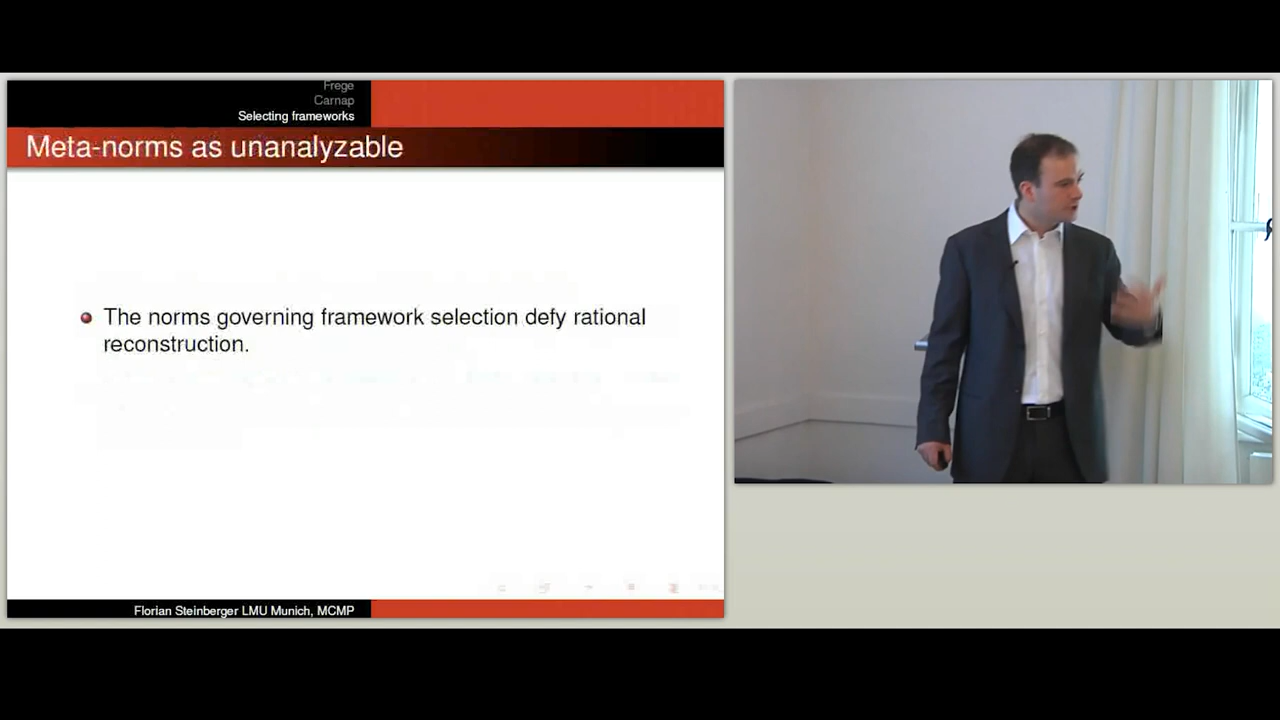 Frege
Carnap
Selecting frameworks
Meta-norms as unanalyzable
The norms governing framework selection defy rational
reconstruction.
Florian Steinberger LMU Munich, MCMP